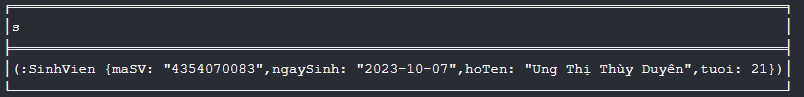 s
(:SinhVien {maSV: "4354070083",ngaySinh: "2023-10-07",hoTen: "Ung Thị Thùy Duyên",tuoi: 21})